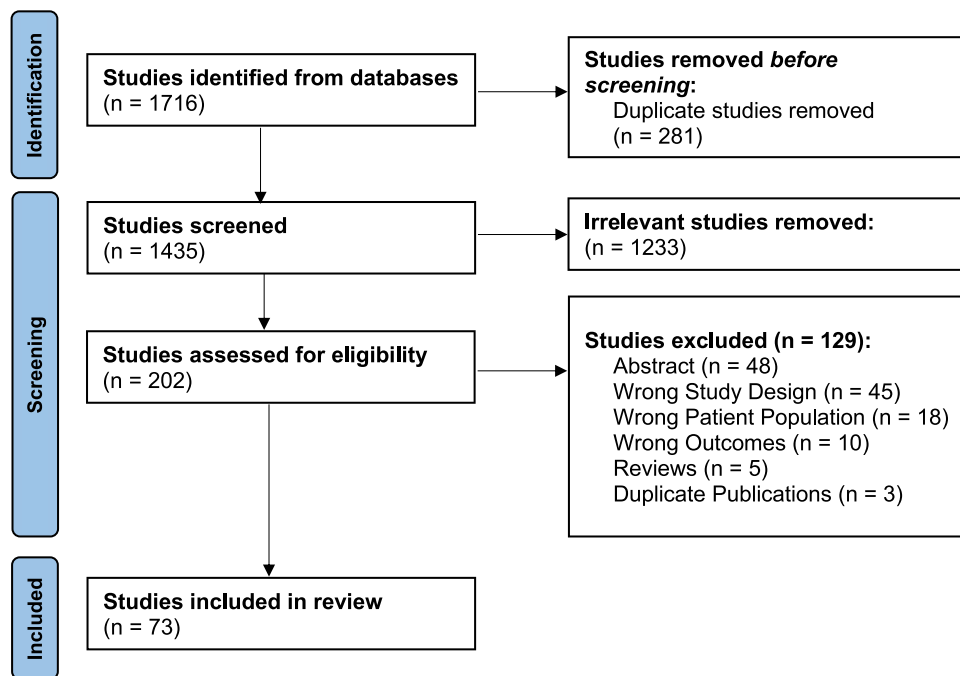 Identification
Studies identified from databases
(n = 1716)
Studies removed before
screening:
Duplicate studies removed
(n = 281)
Screening
Studies screened
(n = 1435)
Irrelevant studies removed:
(n = 1233)
Studies assessed for eligibility
(n = 202)
Studies excluded (n = 129):
Abstract (n = 48)
Wrong Study Design (n = 45)
Wrong Patient Population (n = 18)
Wrong Outcomes (n = 10)
Reviews (n = 5)
Duplicate Publications (n = 3)
Included
Studies included in review
(n = 73)